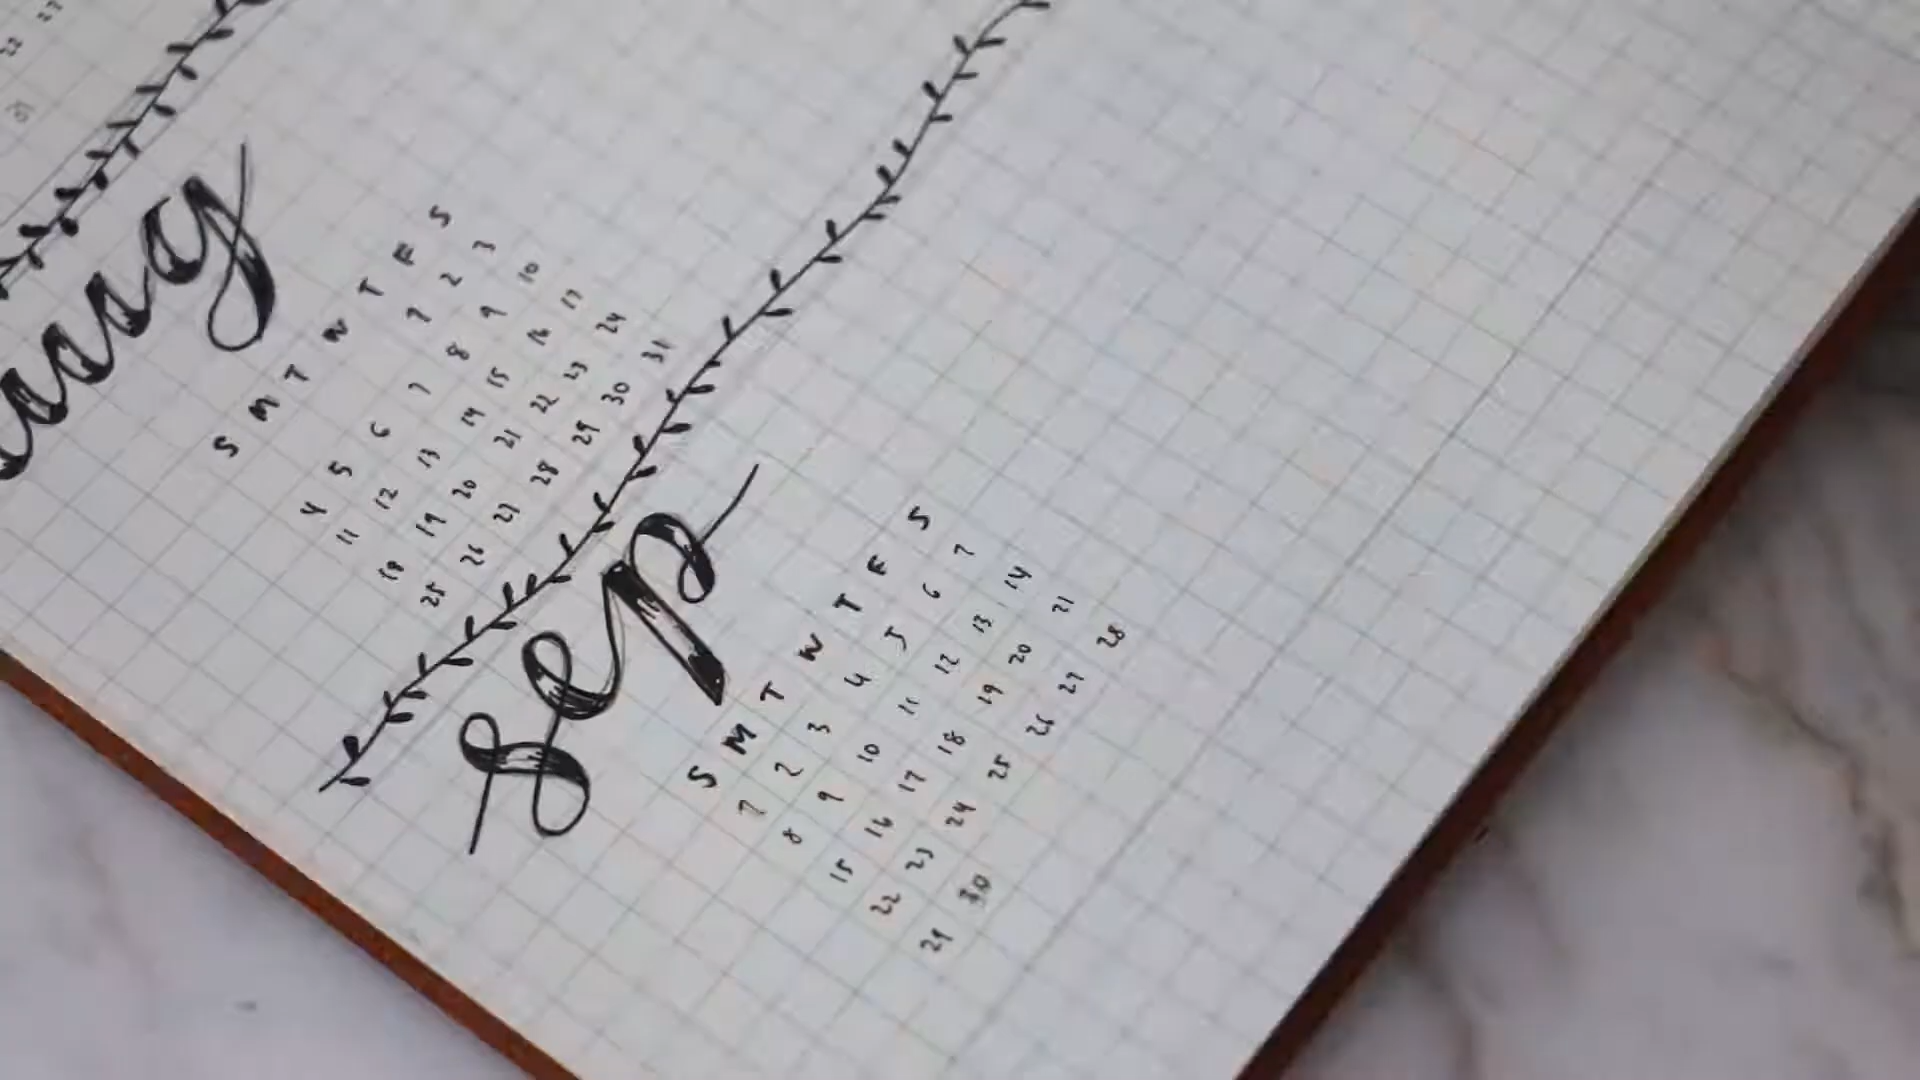 aug
S M T W T F S
1 2 3
4 5 6 7 8 9 10
11 12 13 14 15 16 17
18 19 20 21 22 23 24
25 26 27 28 29 30 31
sep
S M T W T F S
1 2 3 4 5 6 7
8 9 10 11 12 13 14
15 16 17 18 19 20 21
22 23 24 25 26 27 28
29 30